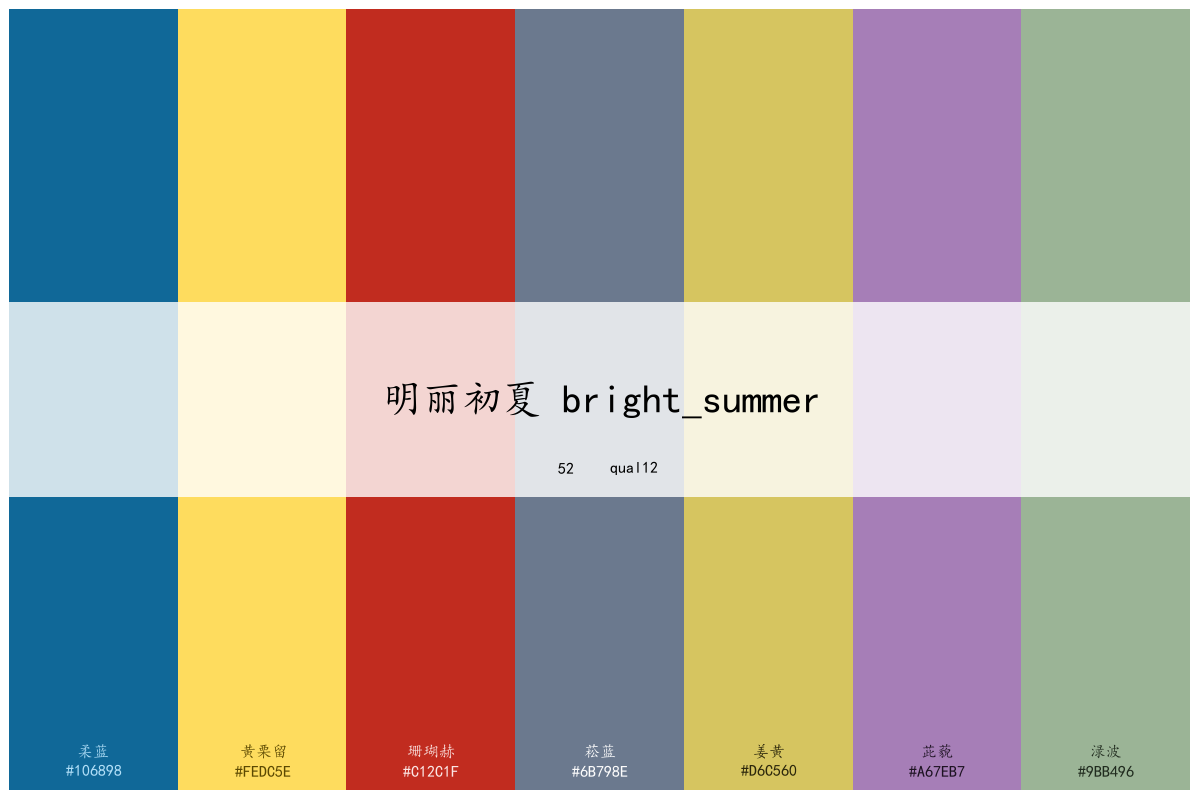 明丽初夏 bright_summer
52 qual12
柔蓝 黄栗留 珊瑚赫 菘蓝 姜黄 芘藐 渌波
#106898 #FEDC5E #C12C1F #6B798E #D6C560 #A67EB7 #9BB496